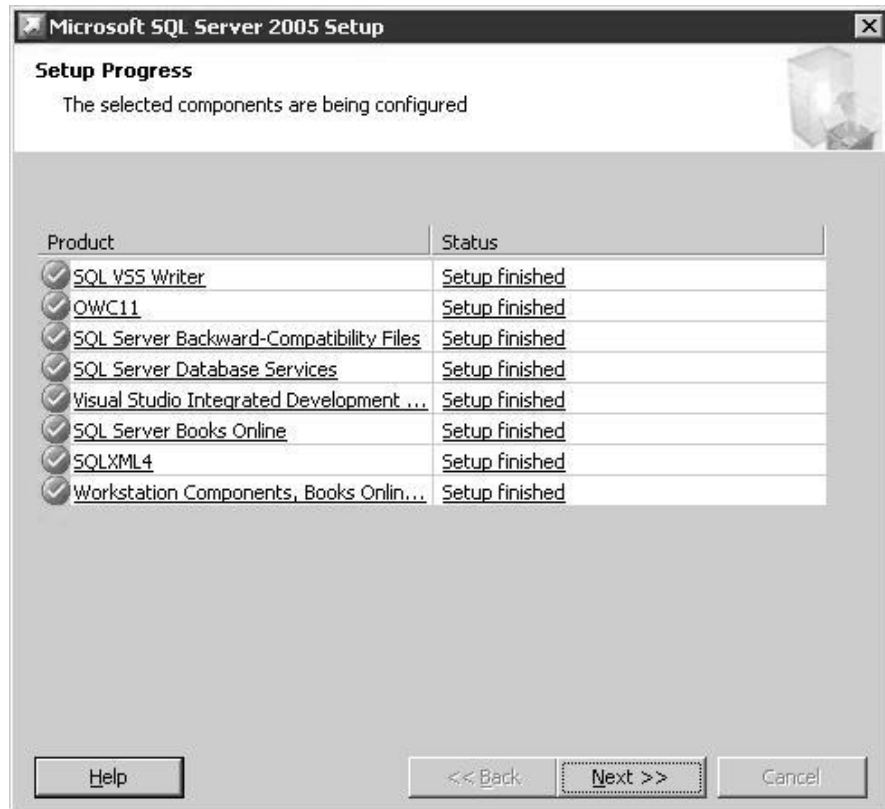 Microsoft SQL Server 2005 Setup
Setup Progress
The selected components are being configured
Product Status
SQL VSS Writer Setup finished
OWC11 Setup finished
SQL Server Backward-Compatibility Files Setup finished
SQL Server Database Services Setup finished
Visual Studio Integrated Development ... Setup finished
SQL Server Books Online Setup finished
SQLXML4 Setup finished
Workstation Components, Books Onlin... Setup finished
Help << Back Next >> Cancel